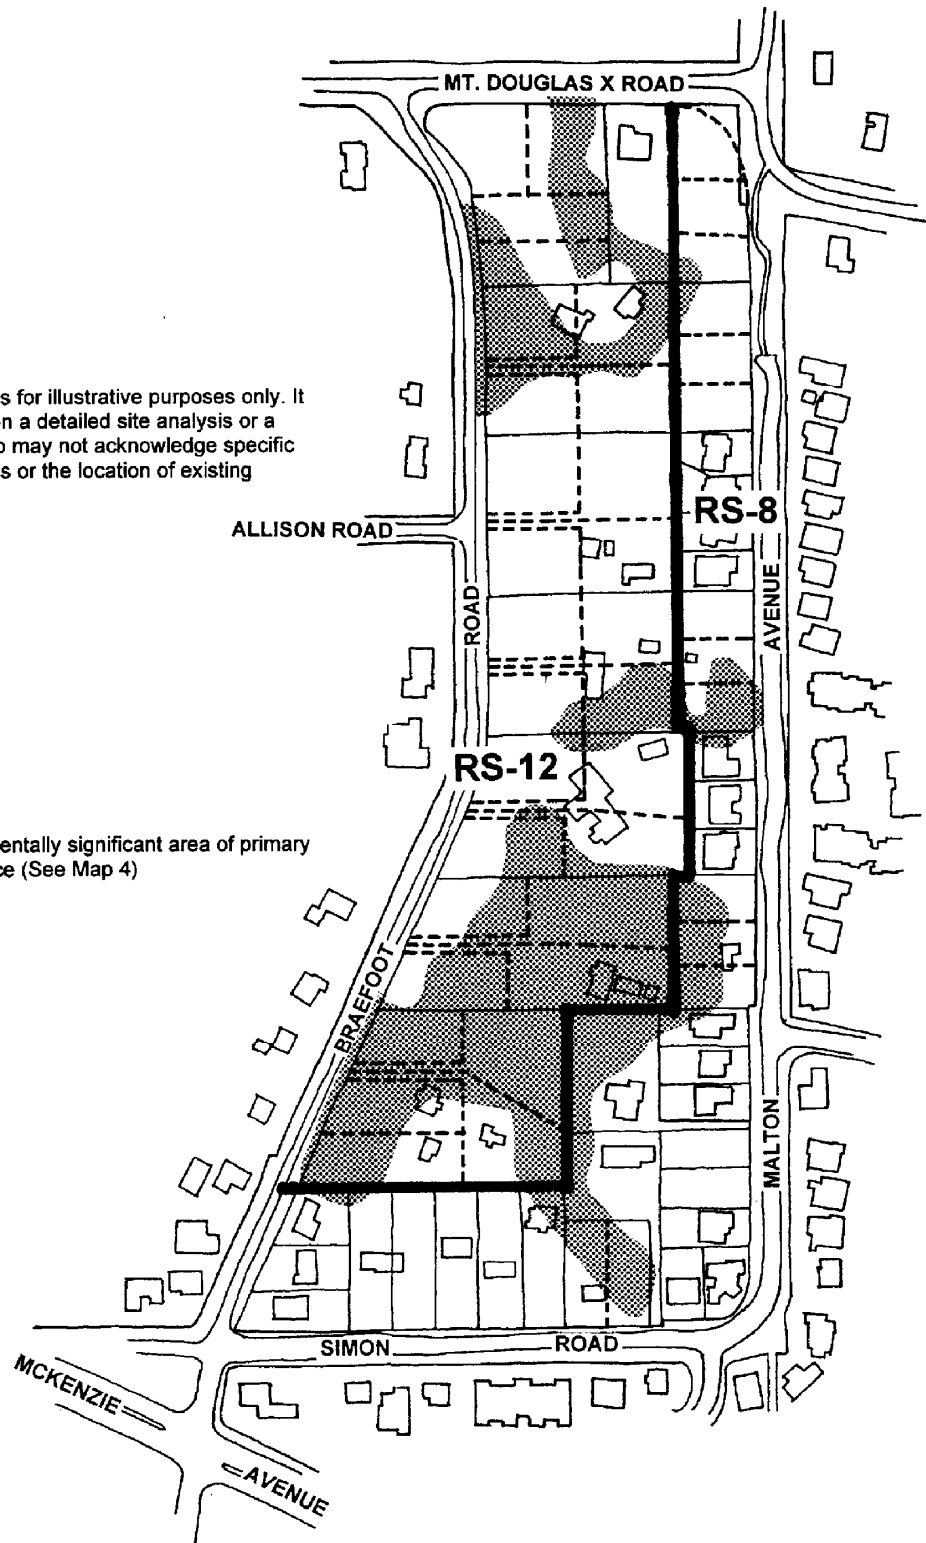 MT. DOUGLAS X ROAD
s for illustrative purposes only. It
n a detailed site analysis or a
o may not acknowledge specific
s or the location of existing
RS-8
ALLISON ROAD
ROAD
AVENUE
RS-12
entally significant area of primary
ce (See Map 4)
BRAEFOOT
MALTON
SIMON ROAD
MCKENZIE
AVENUE